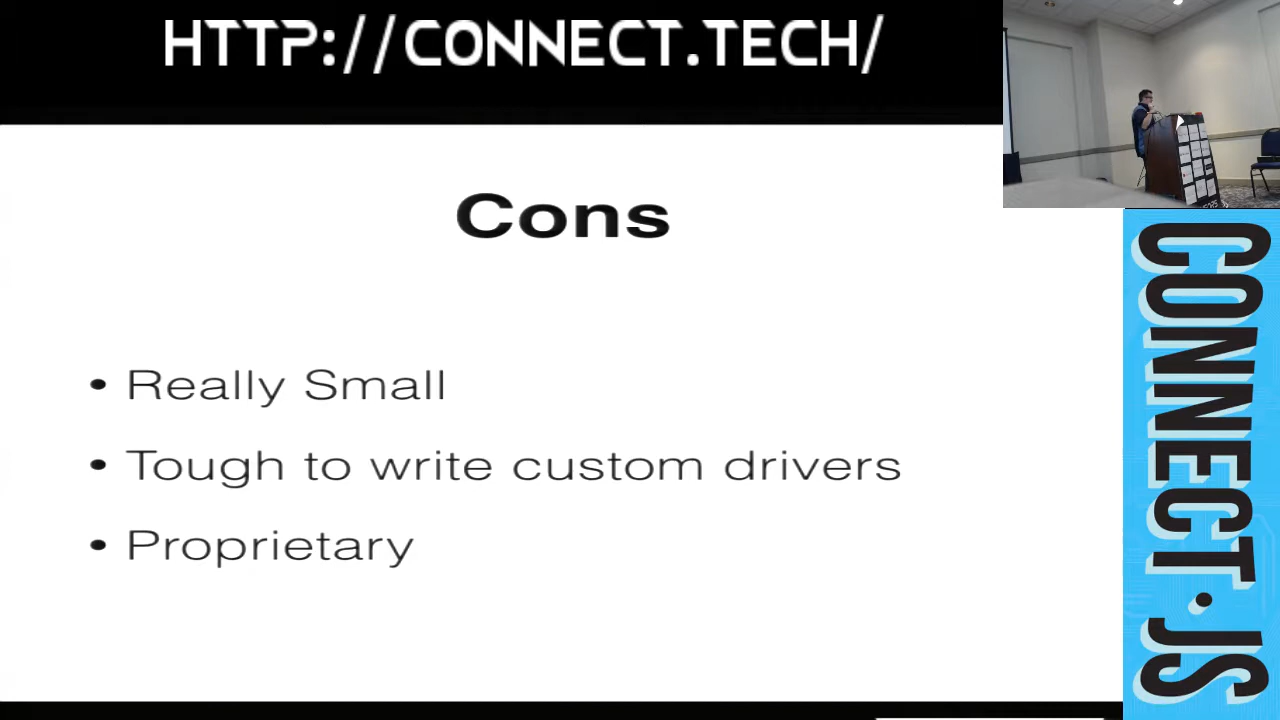 HTTP://CONNECT.TECH/
Cons
• Really Small
• Tough to write custom drivers
• Proprietary
CONNECT.JS